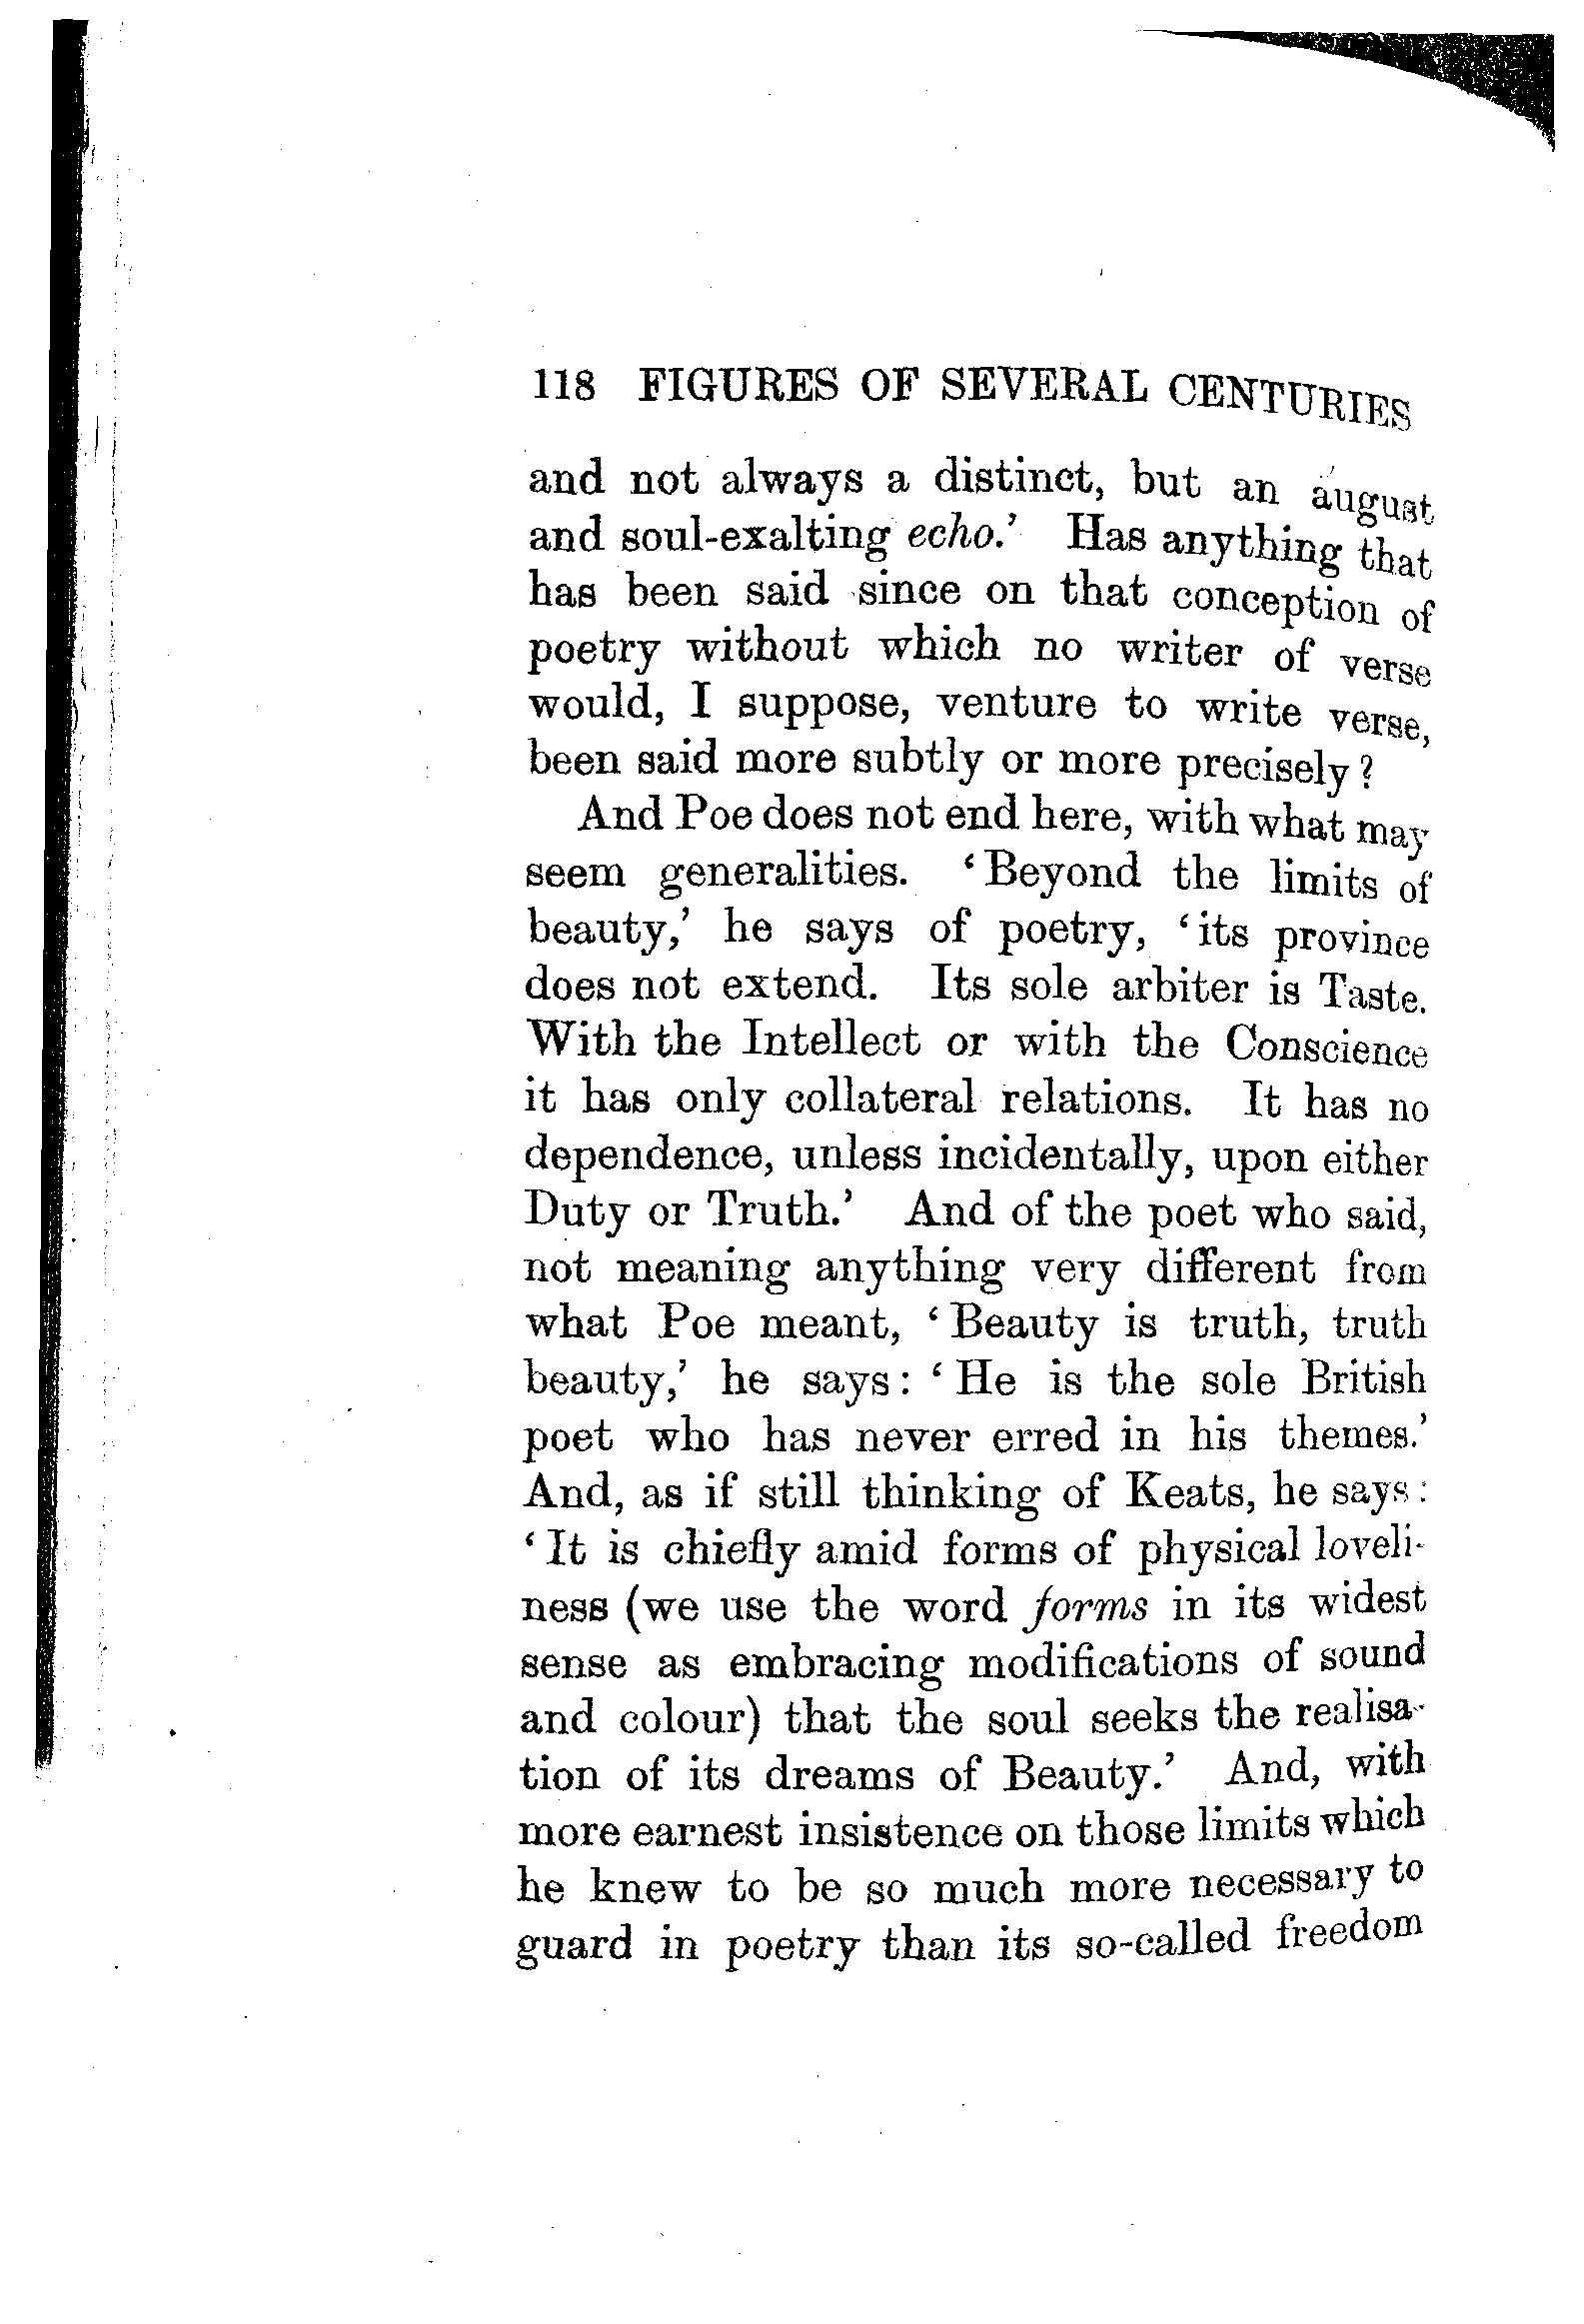 118 FIGURES OF SEVERAL CENTURIES
and not always a distinct, but an august
and soul-exalting echo.’ Has anything that
has been said since on that conception of
poetry without which no writer of verse
would, I suppose, venture to write verse,
been said more subtly or more precisely?
And Poe does not end here, with what may
seem generalities. ‘Beyond the limits of
beauty,’ he says of poetry, ‘its province
does not extend. Its sole arbiter is Taste.
With the Intellect or with the Conscience
it has only collateral relations. It has no
dependence, unless incidentally, upon either
Duty or Truth.’ And of the poet who said,
not meaning anything very different from
what Poe meant, ‘Beauty is truth, truth
beauty,’ he says: ‘He is the sole British
poet who has never erred in his themes.’
And, as if still thinking of Keats, he says:
‘It is chiefly amid forms of physical loveli-
ness (we use the word forms in its widest
sense as embracing modifications of sound
and colour) that the soul seeks the realisa-
tion of its dreams of Beauty.’ And, with
more earnest insistence on those limits which
he knew to be so much more necessary to
guard in poetry than its so-called freedom